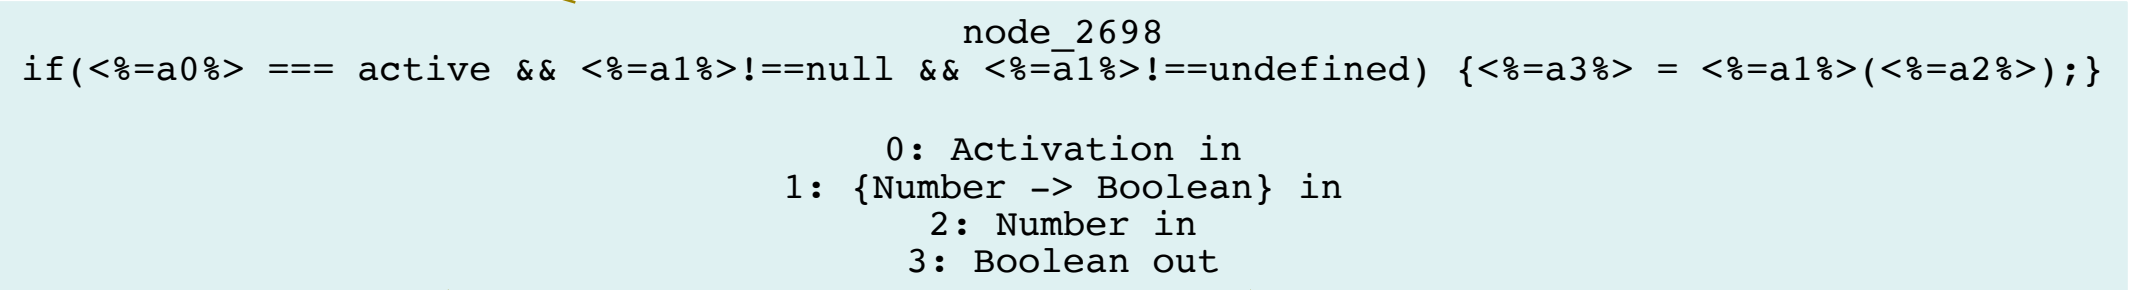 node_2698
if(<%=a0%> === active && <%=a1%>!==null && <%=a1%>!==undefined) {<%=a3%> = <%=a1%>(<%=a2%>);}
0: Activation in
1: {Number -> Boolean} in
2: Number in
3: Boolean out